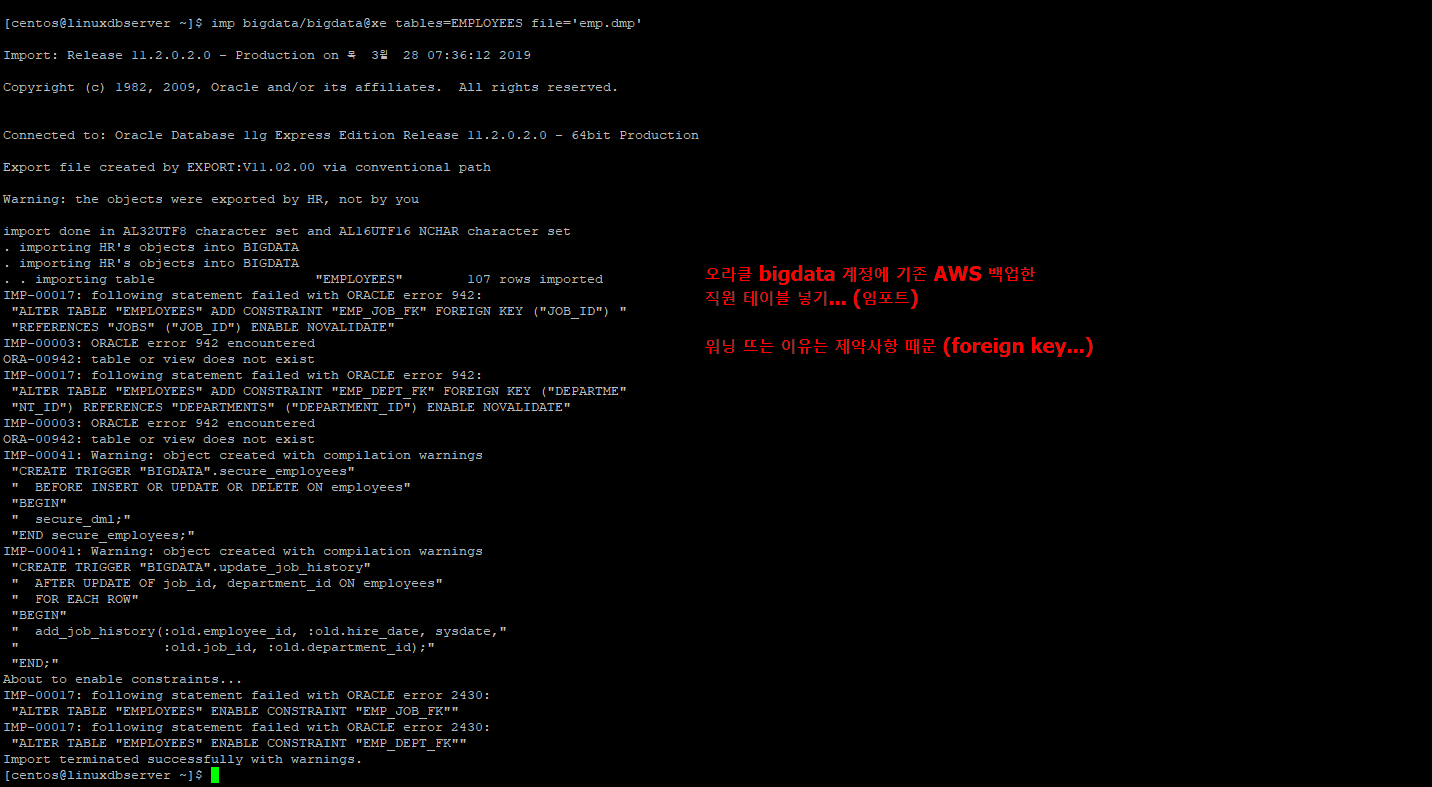 [centos@linuxdbserver ~]$ imp bigdata/bigdata@xe tables=EMPLOYEES file='emp.dmp'
Import: Release 11.2.0.2.0 - Production on 목  3월  28 07:36:12 2019
Copyright (c) 1982, 2009, Oracle and/or its affiliates.  All rights reserved.
Connected to: Oracle Database 11g Express Edition Release 11.2.0.2.0 - 64bit Production
Export file created by EXPORT:V11.02.00 via conventional path
Warning: the objects were exported by HR, not by you
import done in AL32UTF8 character set and AL16UTF16 NCHAR character set
. importing HR's objects into BIGDATA
. importing HR's objects into BIGDATA
. . importing table                    "EMPLOYEES"        107 rows imported
IMP-00017: following statement failed with ORACLE error 942:
 "ALTER TABLE "EMPLOYEES" ADD CONSTRAINT "EMP_JOB_FK" FOREIGN KEY ("JOB_ID") "
 "REFERENCES "JOBS" ("JOB_ID") ENABLE NOVALIDATE"
IMP-00003: ORACLE error 942 encountered
ORA-00942: table or view does not exist
IMP-00017: following statement failed with ORACLE error 942:
 "ALTER TABLE "EMPLOYEES" ADD CONSTRAINT "EMP_DEPT_FK" FOREIGN KEY ("DEPARTME"
 "NT_ID") REFERENCES "DEPARTMENTS" ("DEPARTMENT_ID") ENABLE NOVALIDATE"
IMP-00003: ORACLE error 942 encountered
ORA-00942: table or view does not exist
IMP-00041: Warning: object created with compilation warnings
 "CREATE TRIGGER "BIGDATA".secure_employees"
 "  BEFORE INSERT OR UPDATE OR DELETE ON employees"
 "BEGIN"
 "  secure_dml;"
 "END secure_employees;"
IMP-00041: Warning: object created with compilation warnings
 "CREATE TRIGGER "BIGDATA".update_job_history"
 "  AFTER UPDATE OF job_id, department_id ON employees"
 "  FOR EACH ROW"
 "BEGIN"
 "  add_job_history(:old.employee_id, :old.hire_date, sysdate,"
 "                  :old.job_id, :old.department_id);"
 "END;"
About to enable constraints...
IMP-00017: following statement failed with ORACLE error 2430:
 "ALTER TABLE "EMPLOYEES" ENABLE CONSTRAINT "EMP_JOB_FK""
IMP-00017: following statement failed with ORACLE error 2430:
 "ALTER TABLE "EMPLOYEES" ENABLE CONSTRAINT "EMP_DEPT_FK""
Import terminated successfully with warnings.
[centos@linuxdbserver ~]$
오라클 bigdata 계정에 기존 AWS 백업한
직원 테이블 넣기... (임포트)
워닝 뜨는 이유는 제약사항 때문 (foreign key...)